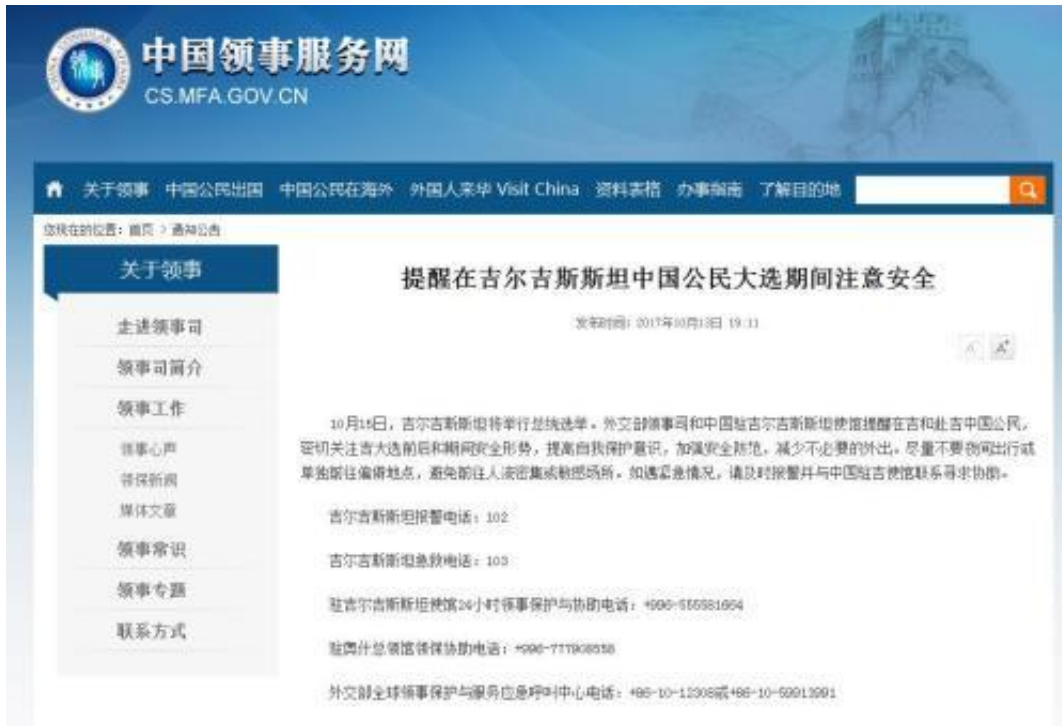 中国领事服务网
CS.MFA.GOV.CN
关于领事 中国公民出国 中国公民在海外 外国人来华 Visit China 资料表格 办事指南 了解目的地
您现在的位置：首页 > 通知公告
关于领事
走进领事司
领事司简介
领事工作
领事心声
领保新闻
媒体文章
领事常识
领事专题
联系方式
提醒在吉尔吉斯斯坦中国公民大选期间注意安全
发布时间：2017年10月13日 19:11
10月15日，吉尔吉斯斯坦将举行总统选举。外交部领事司和中国驻吉尔吉斯斯坦使馆提醒在吉和赴吉中国公民，
密切关注吉大选前后和期间安全形势，提高自我保护意识，加强安全防范，减少不必要的外出，尽量不要夜间出行或
单独前往偏僻地点，避免前往人流密集或敏感场所。如遇紧急情况，请及时报警并与中国驻吉使馆联系寻求协助。
吉尔吉斯斯坦报警电话：102
吉尔吉斯斯坦急救电话：103
驻吉尔吉斯斯坦使馆24小时领事保护与协助电话：+996-555581664
驻奥什总领馆领保协助电话：+996-777908558
外交部全球领事保护与服务应急呼叫中心电话：+86-10-12308或+86-10-59913991